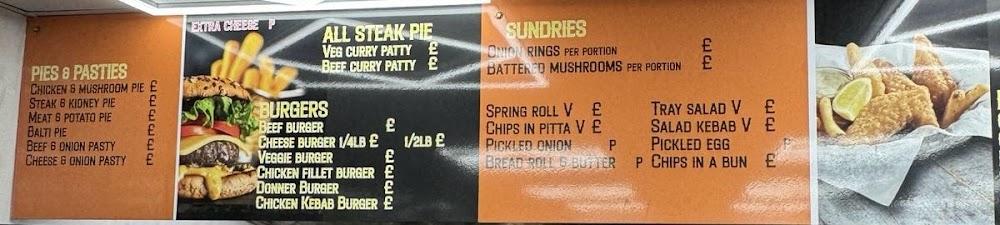 PIES & PASTIES
CHICKEN & MUSHROOM PIE £
STEAK & KIDNEY PIE £
MEAT & POTATO PIE £
BALTI PIE £
BEEF & ONION PASTY £
CHEESE & ONION PASTY £
EXTRA CHEESE P
ALL STEAK PIE
VEG CURRY PATTY £
BEEF CURRY PATTY £
BURGERS
BEEF BURGER £
CHEESE BURGER 1/4LB £ 1/2LB £
VEGGIE BURGER £
CHICKEN FILLET BURGER £
DONNER BURGER £
CHICKEN KEBAB BURGER £
SUNDRIES
ONION RINGS PER PORTION £
BATTERED MUSHROOMS PER PORTION £
SPRING ROLL V £
CHIPS IN PITTA V £
PICKLED ONION P
BREAD ROLL & BUTTER P
TRAY SALAD V £
SALAD KEBAB V £
PICKLED EGG P
CHIPS IN A BUN £